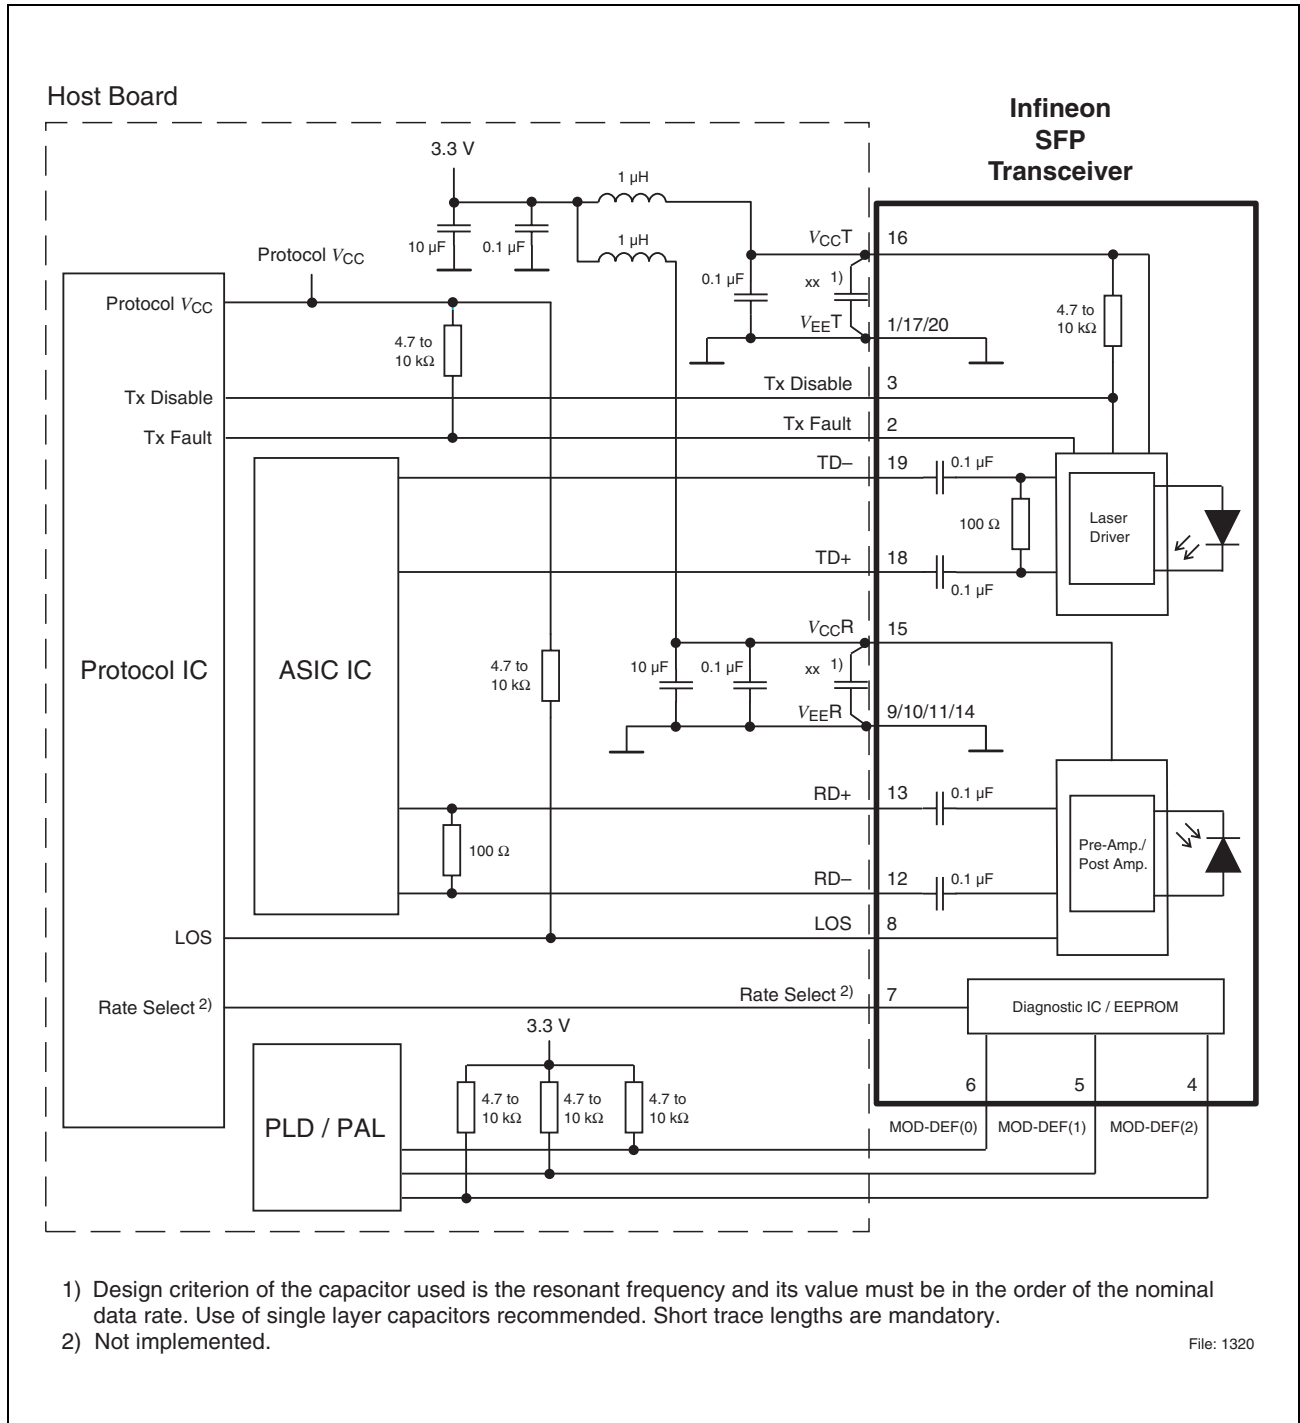 Host Board
Infineon
SFP
Transceiver
3.3 V
1 µH
10 µF
0.1 µF
1 µH
Protocol VCC
VCCT
16
0.1 µF
xx 1)
4.7 to
10 kΩ
Protocol VCC
4.7 to
10 kΩ
VEET
1/17/20
Tx Disable
Tx Disable
3
Tx Fault
Tx Fault
2
TD–
19
0.1 µF
100 Ω
Laser
Driver
TD+
18
0.1 µF
VCCR
15
Protocol IC
ASIC IC
4.7 to
10 kΩ
10 µF
0.1 µF
xx 1)
VEER
9/10/11/14
RD+
13
0.1 µF
100 Ω
Pre-Amp./
Post Amp.
RD–
12
0.1 µF
LOS
LOS
8
Rate Select 2)
Rate Select 2)
7
Diagnostic IC / EEPROM
3.3 V
PLD / PAL
4.7 to
10 kΩ
4.7 to
10 kΩ
4.7 to
10 kΩ
6
5
4
MOD-DEF(0)
MOD-DEF(1)
MOD-DEF(2)
1) Design criterion of the capacitor used is the resonant frequency and its value must be in the order of the nominal
data rate. Use of single layer capacitors recommended. Short trace lengths are mandatory.
2) Not implemented.
File: 1320